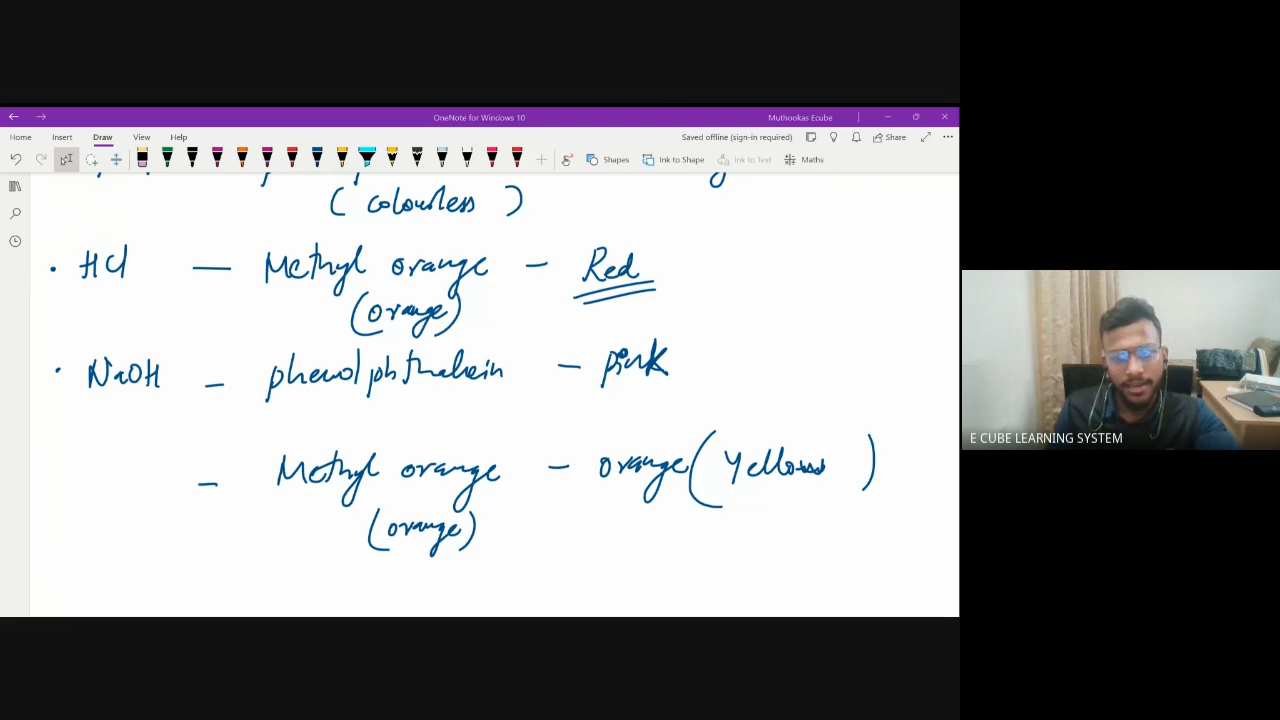 OneNote for Windows 10
Muthookas Ecube
Home Insert Draw View Help
Saved offline (sign-in required)
Share
Shapes
Ink to Shape
Ink to Text
Maths
( colourless )
. HCl — Methyl orange — Red
(orange)
. NaOH — phenolphthalein — pink
— Methyl orange — orange ( Yellow )
(orange)
E CUBE LEARNING SYSTEM